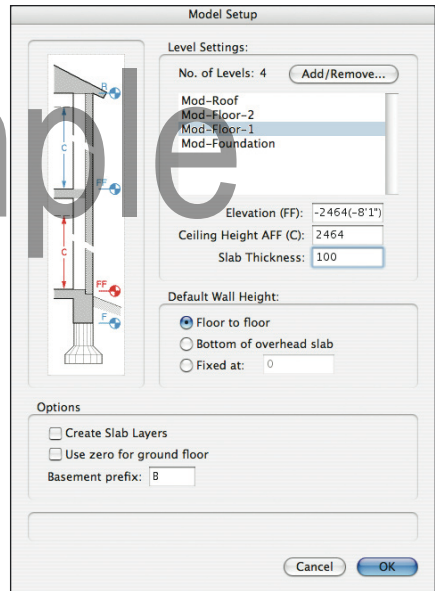 Model Setup
Level Settings:
No. of Levels: 4 Add/Remove...
Mod-Roof
Mod-Floor-2
Mod-Floor-1
Mod-Foundation
Elevation (FF): -2464(-8'1")
Ceiling Height AFF (C): 2464
Slab Thickness: 100
Default Wall Height:
Floor to floor
Bottom of overhead slab
Fixed at: 0
R
C
FF
C
FF
F
Options
Create Slab Layers
Use zero for ground floor
Basement prefix: B
Cancel OK
mple